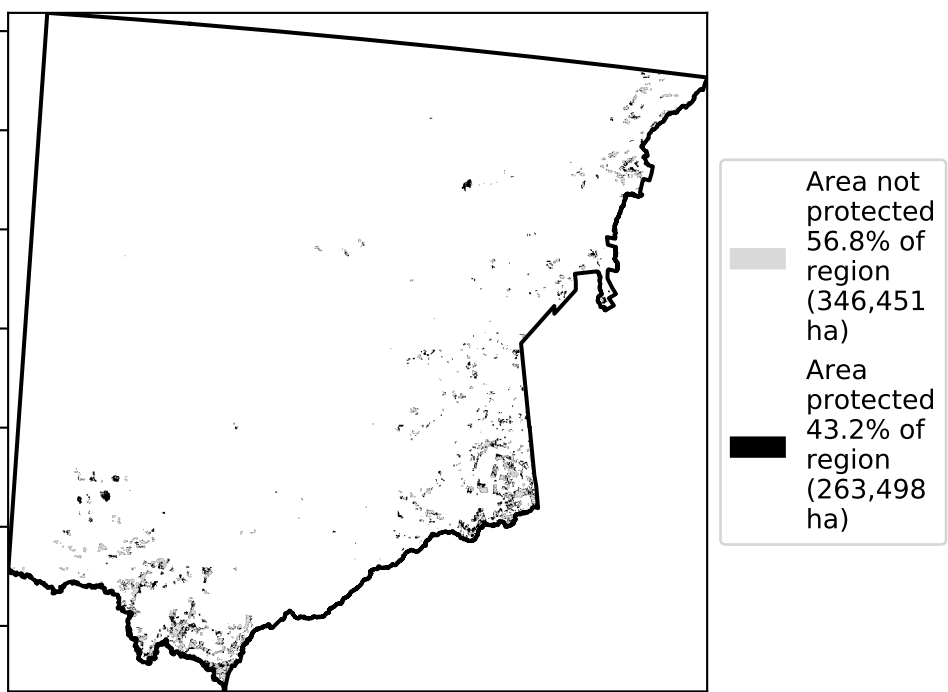 Area not
protected
56.8% of
region
(346,451
ha)
Area
protected
43.2% of
region
(263,498
ha)